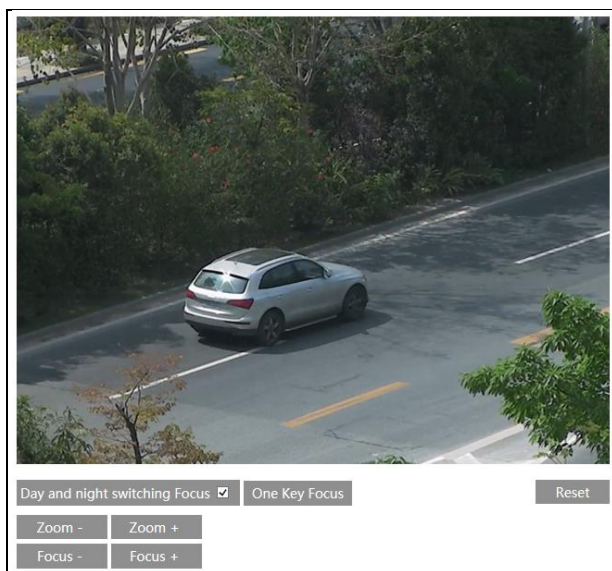 Day and night switching Focus One Key Focus Reset
Zoom - Zoom +
Focus - Focus +